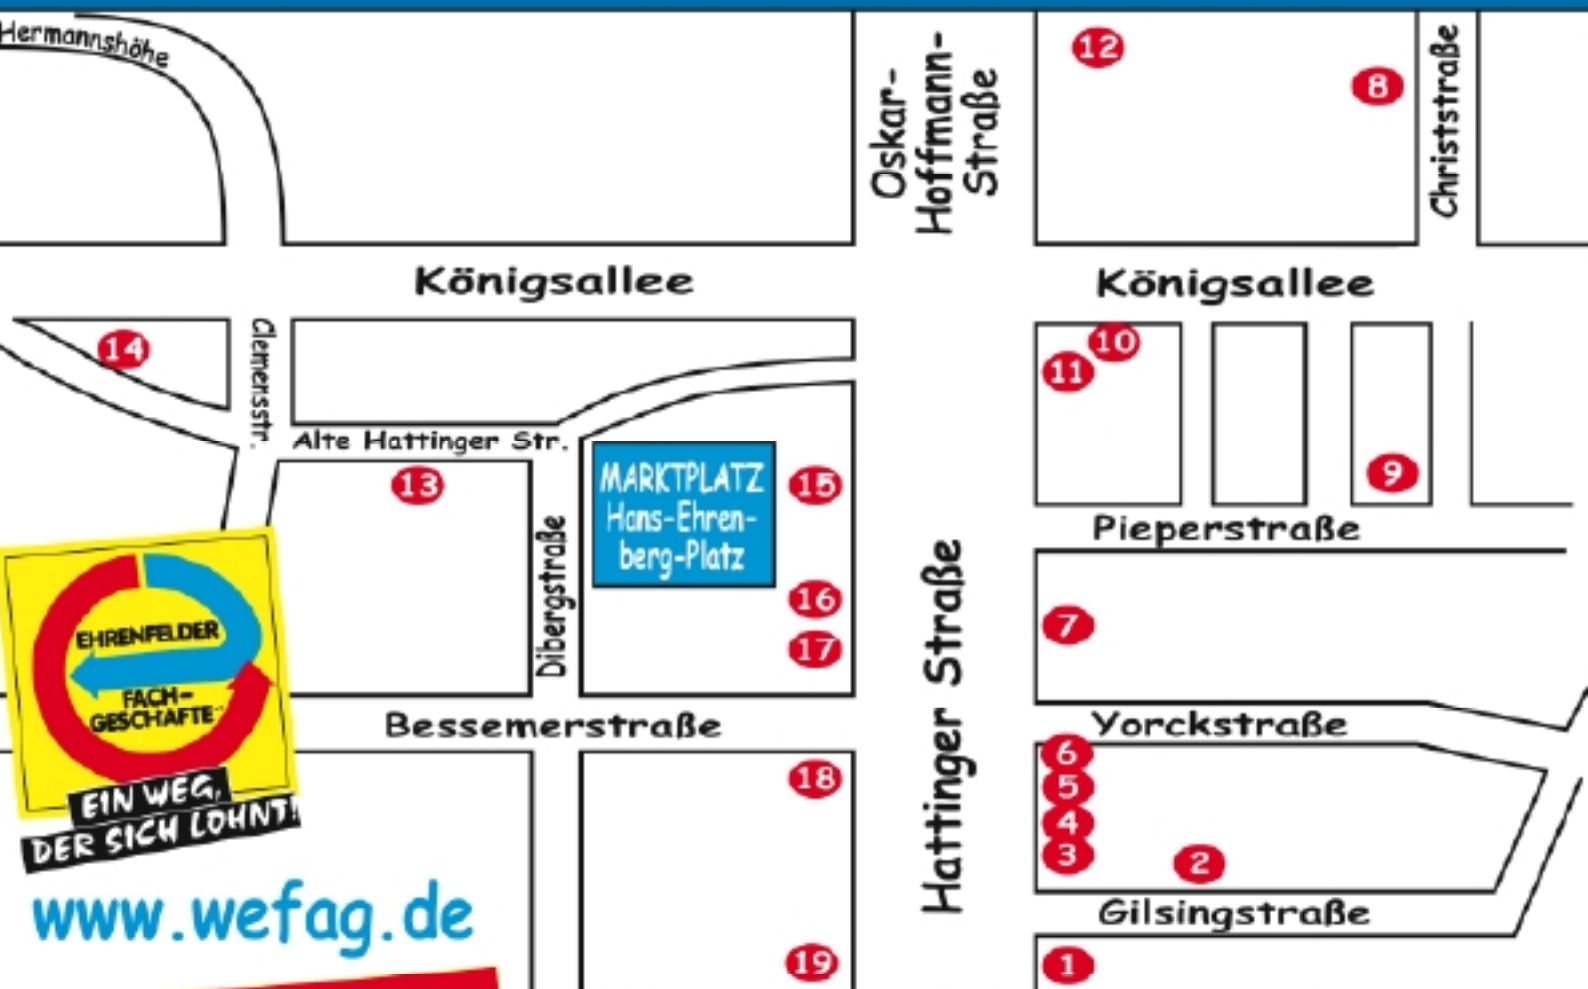 Hermannshöhe
Oskar-
Hoffmann-
Straße
12
8
Christstraße
Königsallee
Königsallee
14
Clemensstr.
10
11
Alte Hattinger Str.
13
MARKTPLATZ
Hans-Ehren-
berg-Platz
15
9
Pieperstraße
Dibergstraße
16
17
7
Hattinger Straße
EHRENFELDER
FACH-
GESCHÄFTE
Bessemerstraße
Yorckstraße
6
5
4
3
2
18
EIN WEG,
DER SICH LOHNT!
www.wefag.de
Gilsingstraße
19
1